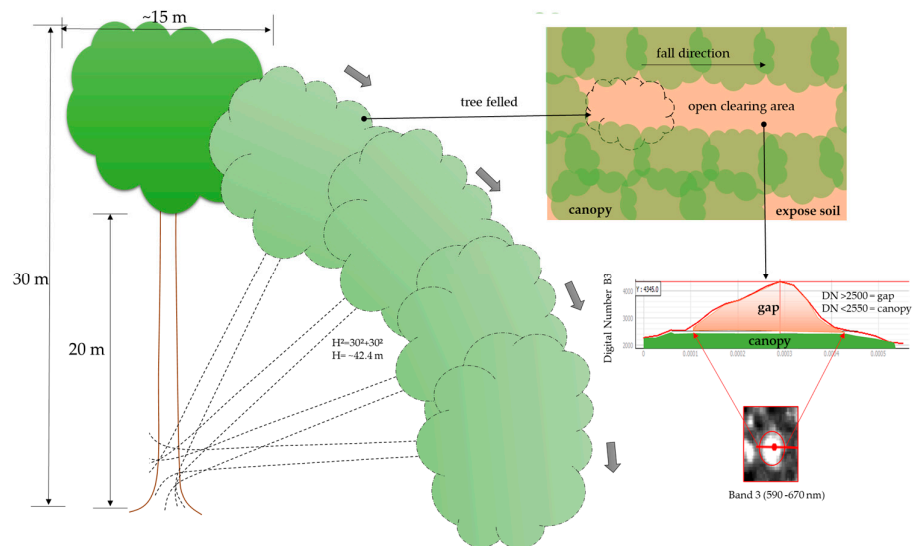 ~15 m
30 m
20 m
H²=30²+30²
H= ~42.4 m
tree felled
fall direction
open clearing area
canopy
expose soil
Digital Number B3
Y : 4345.0
4000
3000
2000
gap
canopy
DN >2500 = gap
DN <2550 = canopy
0
0.0001
0.0002
0.0003
0.0004
0.0005
Band 3 (590 -670 nm)